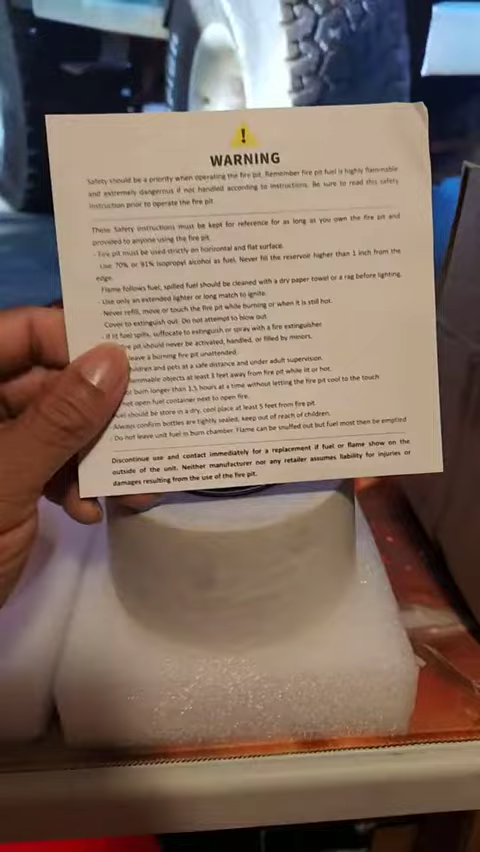 WARNING
Safety should be a priority when operating the fire pit. Remember fire pit fuel is highly flammable
and extremely dangerous if not handled according to instructions. Be sure to read this safety
instruction prior to operate the fire pit
These Safety instructions must be kept for reference for as long as you own the fire pit and
provided to anyone using the fire pit.
- Fire pit must be used strictly on horizontal and flat surface.
Use 70% or 91% isopropyl alcohol as fuel. Never fill the reservoir higher than 1 inch from the
edge.
Flame follows fuel, spilled fuel should be cleaned with a dry paper towel or a rag before lighting.
- Use only an extended lighter or long match to ignite.
Never refill, move or touch the fire pit while burning or when it is still hot.
Cover to extinguish out. Do not attempt to blow out
- If lit fuel spills, suffocate to extinguish or spray with a fire extinguisher
pit should never be activated, handled, or filled by minors.
leave a burning fire pit unattended.
children and pets at a safe distance and under adult supervision.
flammable objects at least 3 feet away from fire pit while lit or hot.
burn longer than 1.5 hours at a time without letting the fire pit cool to the touch
not open fuel container next to open fire.
Fuel should be store in a dry, cool place at least 5 feet from fire pit.
Always confirm bottles are tightly sealed, keep out of reach of children.
- Do not leave unit fuel in burn chamber. Flame can be snuffed out but fuel most then be emptied
Discontinue use and contact immediately for a replacement if fuel or flame show on the
outside of the unit. Neither manufacturer nor any retailer assumes liability for injuries or
damages resulting from the use of the fire pit.